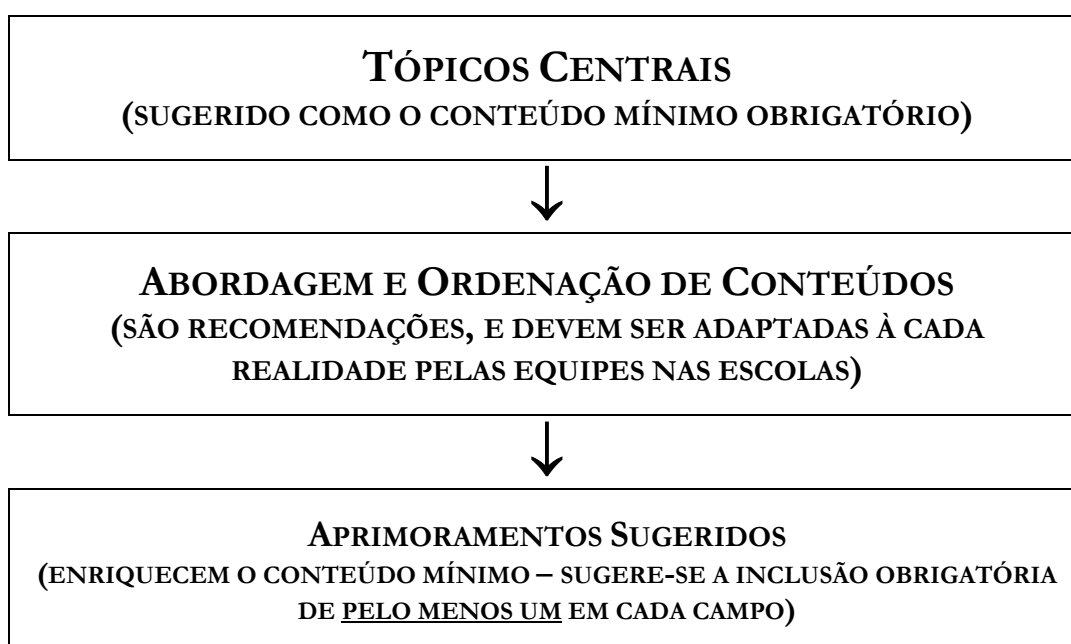 TÓPICOS CENTRAIS
(SUGERIDO COMO O CONTEÚDO MÍNIMO OBRIGATÓRIO)
ABORDAGEM E ORDENAÇÃO DE CONTEÚDOS
(SÃO RECOMENDAÇÕES, E DEVEM SER ADAPTADAS À CADA
REALIDADE PELAS EQUIPES NAS ESCOLAS)
APRIMORAMENTOS SUGERIDOS
(ENRIQUECEM O CONTEÚDO MÍNIMO – SUGERE-SE A INCLUSÃO OBRIGATÓRIA
DE PELO MENOS UM EM CADA CAMPO)